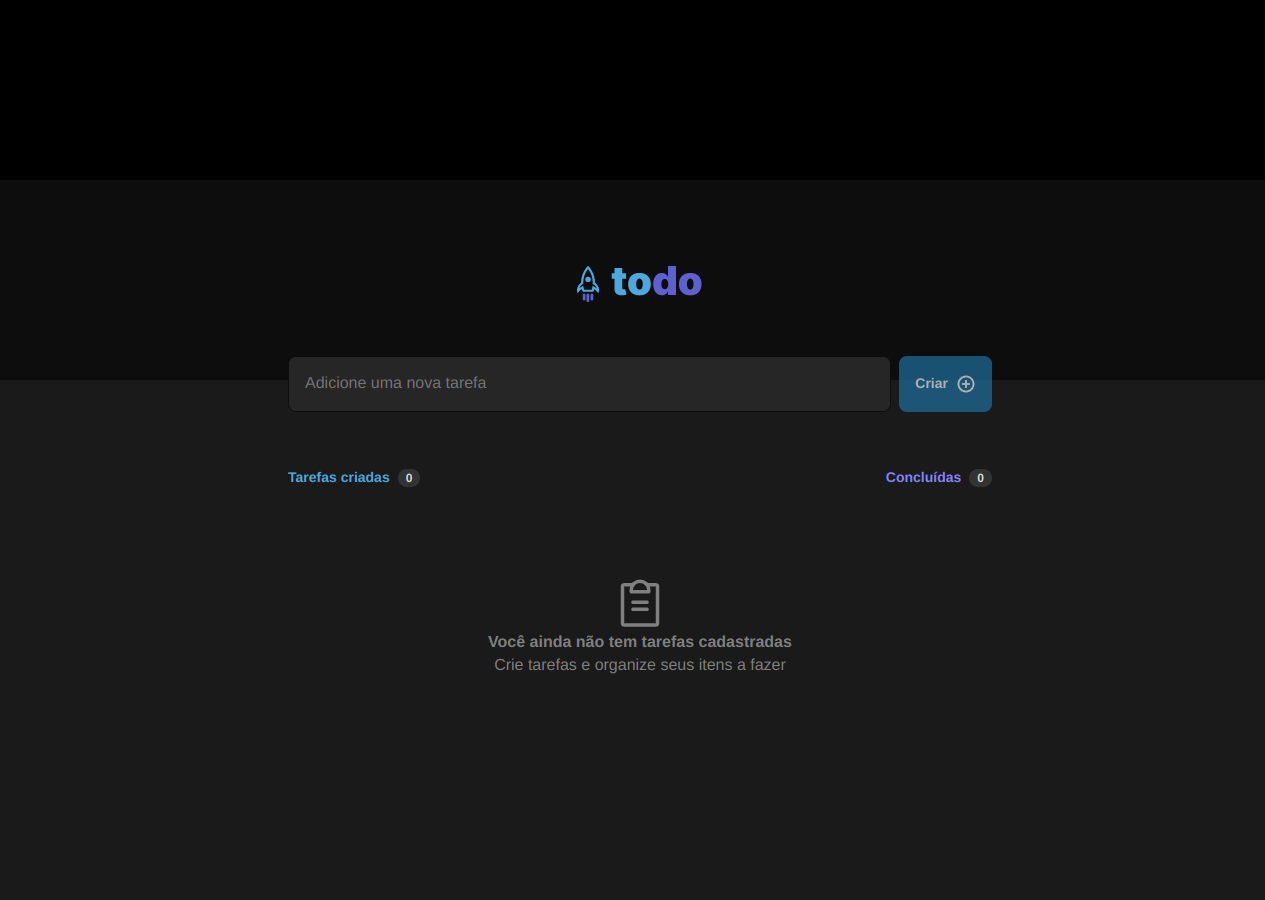 todo
Adicione uma nova tarefa
Criar
Tarefas criadas 0
Concluídas 0
Você ainda não tem tarefas cadastradas
Crie tarefas e organize seus itens a fazer